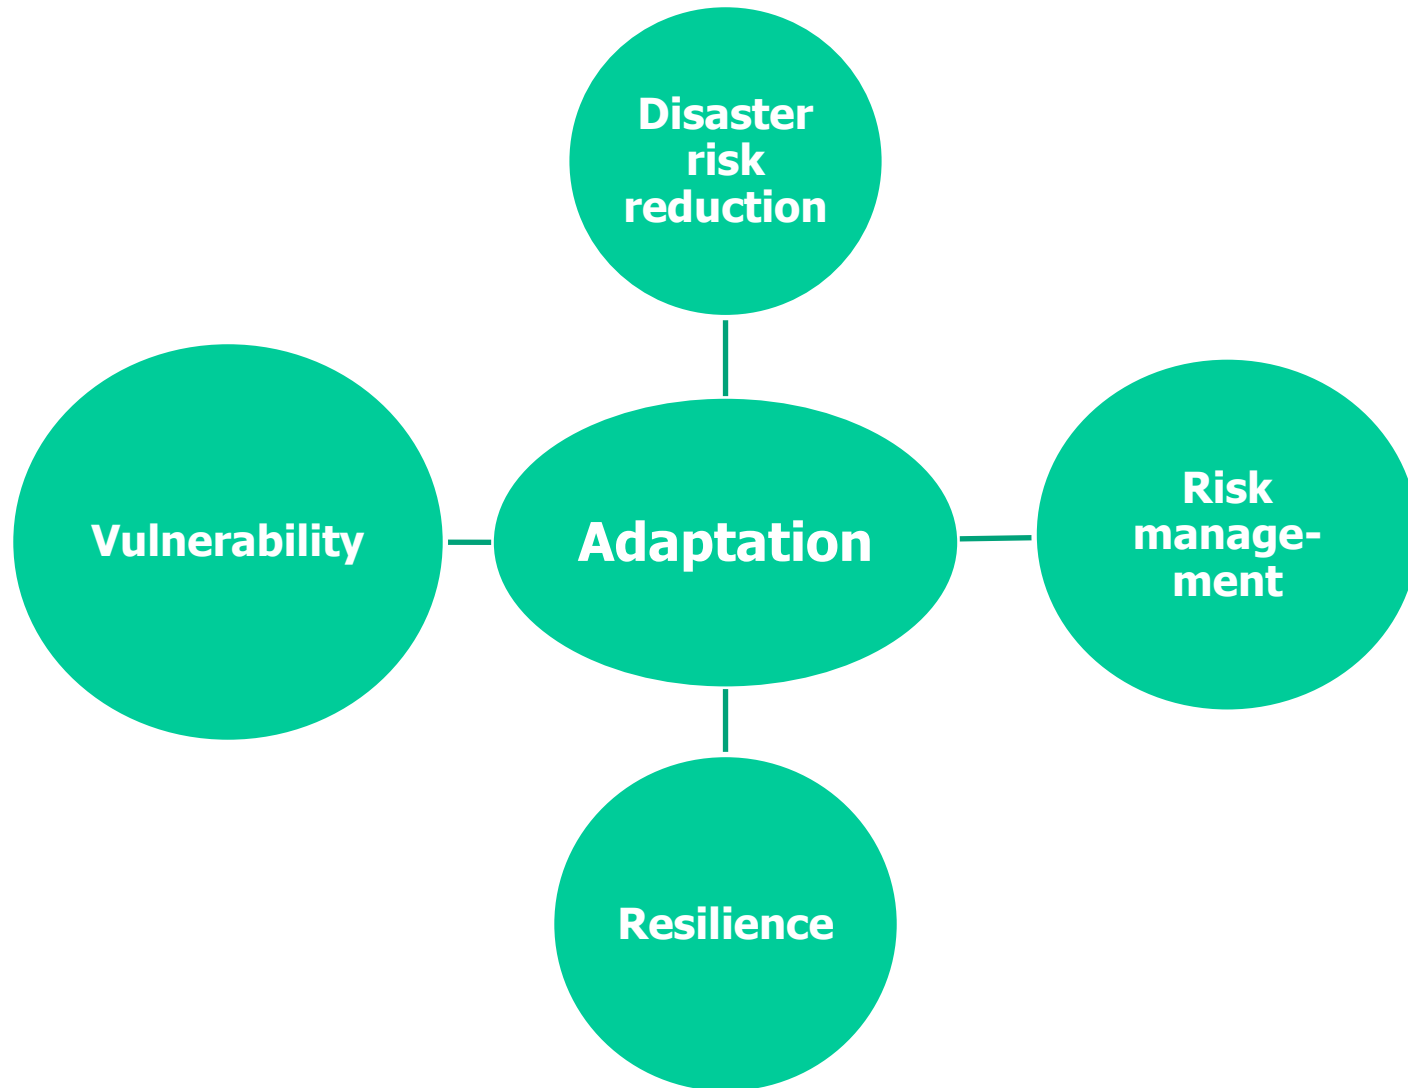 Disaster
risk
reduction
Vulnerability
Adaptation
Risk
manage-
ment
Resilience